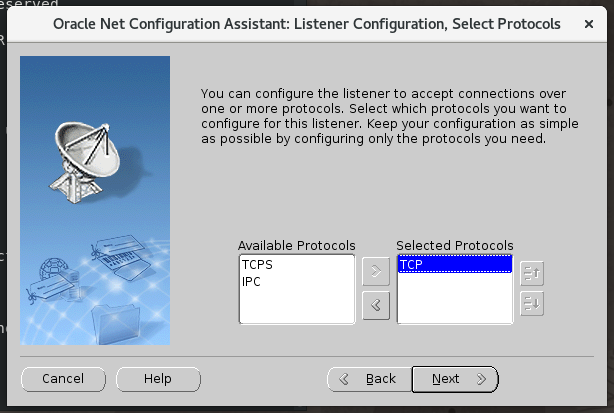 eserved
Oracle Net Configuration Assistant: Listener Configuration, Select Protocols
You can configure the listener to accept connections over
one or more protocols. Select which protocols you want to
configure for this listener. Keep your configuration as simple
as possible by configuring only the protocols you need.
Available Protocols
Selected Protocols
TCPS
IPC
TCP
Cancel
Help
Back
Next